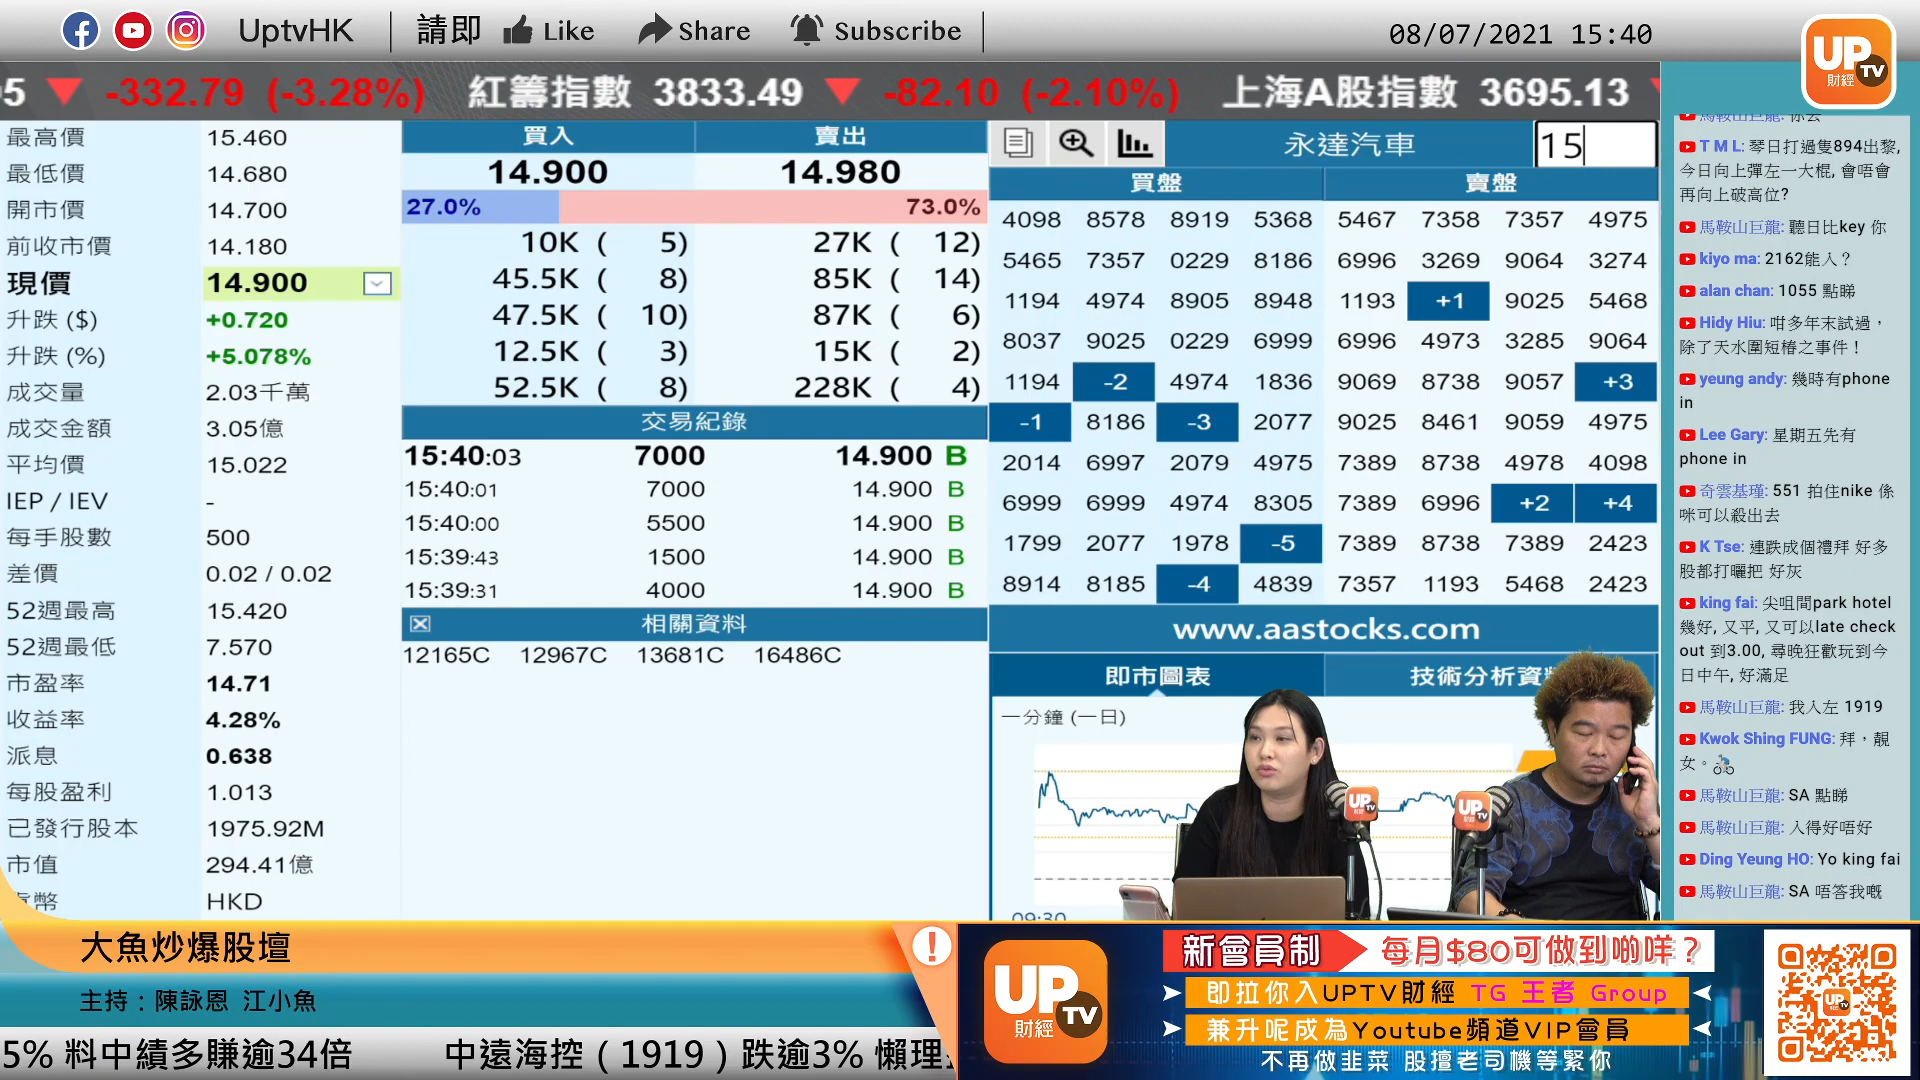 UptvHK
請即
Like
Share
Subscribe
08/07/2021 15:40
UP TV 財經
5 -332.79 (-3.28%) 紅籌指數 3833.49 -82.10 (-2.10%) 上海A股指數 3695.13
最高價 15.460
最低價 14.680
開市價 14.700
前收市價 14.180
現價 14.900
升跌 ($) +0.720
升跌 (%) +5.078%
成交量 2.03千萬
成交金額 3.05億
平均價 15.022
IEP / IEV -
每手股數 500
差價 0.02 / 0.02
52週最高 15.420
52週最低 7.570
市盈率 14.71
收益率 4.28%
派息 0.638
每股盈利 1.013
已發行股本 1975.92M
市值 294.41億
幣 HKD
買入 賣出
14.900 14.980
27.0% 73.0%
10K ( 5) 27K ( 12)
45.5K ( 8) 85K ( 14)
47.5K ( 10) 87K ( 6)
12.5K ( 3) 15K ( 2)
52.5K ( 8) 228K ( 4)
交易紀錄
15:40:03 7000 14.900 B
15:40:01 7000 14.900 B
15:40:00 5500 14.900 B
15:39:43 1500 14.900 B
15:39:31 4000 14.900 B
相關資料
12165C 12967C 13681C 16486C
永達汽車 15
買盤 賣盤
4098 8578 8919 5368 5467 7358 7357 4975
5465 7357 0229 8186 6996 3269 9064 3274
1194 4974 8905 8948 1193 +1 9025 5468
8037 9025 0229 6999 6996 4973 3285 9064
1194 -2 4974 1836 9069 8738 9057 +3
-1 8186 -3 2077 9025 8461 9059 4975
2014 6997 2079 4975 7389 8738 4978 4098
6999 6999 4974 8305 7389 6996 +2 +4
1799 2077 1978 -5 7389 8738 7389 2423
8914 8185 -4 4839 7357 1193 5468 2423
www.aastocks.com
即市圖表 技術分析資
一分鐘 (一日)
09:30
UP TV 財經
UP TV 財經
馬鞍山巨龍: 你去
T M L: 琴日打過隻894出黎,
今日向上彈左一大棍, 會唔會
再向上破高位?
馬鞍山巨龍: 聽日比key 你
kiyo ma: 2162能入？
alan chan: 1055 點睇
Hidy Hiu: 咁多年末試過，
除了天水圍短樁之事件！
yeung andy: 幾時有phone
in
Lee Gary: 星期五先有
phone in
奇雲基瑾: 551 拍住nike 係
咪可以殺出去
K Tse: 連跌成個禮拜 好多
股都打曬把 好灰
king fai: 尖咀間park hotel
幾好, 又平, 又可以late check
out 到3.00, 尋晚狂歡玩到今
日中午, 好滿足
馬鞍山巨龍: 我入左 1919
Kwok Shing FUNG: 拜，靚
女。
馬鞍山巨龍: SA 點睇
馬鞍山巨龍: 入得好唔好
Ding Yeung HO: Yo king fai
馬鞍山巨龍: SA 唔答我嘅
大魚炒爆股壇
主持：陳詠恩 江小魚
5% 料中績多賺逾34倍 中遠海控（1919）跌逾3% 懶理
!
UP TV 財經
新會員制 每月$80可做到啲咩？
即拉你入UPTV財經 TG 王者 Group
兼升呢成為Youtube頻道VIP會員
不再做韭菜 股擅老司機等緊你
UP TV